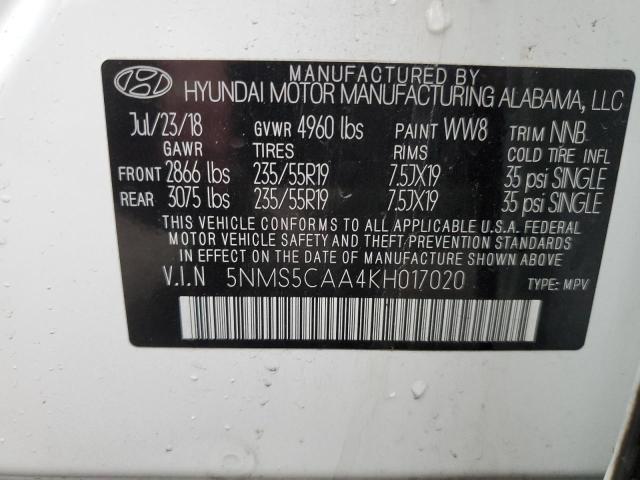 MANUFACTURED BY
HYUNDAI MOTOR MANUFACTURING ALABAMA, LLC
Jul/23/18 GVWR 4960 lbs PAINT WW8 TRIM NNB
GAWR TIRES RIMS COLD TIRE INFL
FRONT 2866 lbs 235/55R19 7.5JX19 35 psi SINGLE
REAR 3075 lbs 235/55R19 7.5JX19 35 psi SINGLE
THIS VEHICLE CONFORMS TO ALL APPLICABLE U.S.A. FEDERAL
MOTOR VEHICLE SAFETY AND THEFT PREVENTION STANDARDS
IN EFFECT ON THE DATE OF MANUFACTURE SHOWN ABOVE.
V.I.N 5NMS5CAA4KH017020
TYPE: MPV